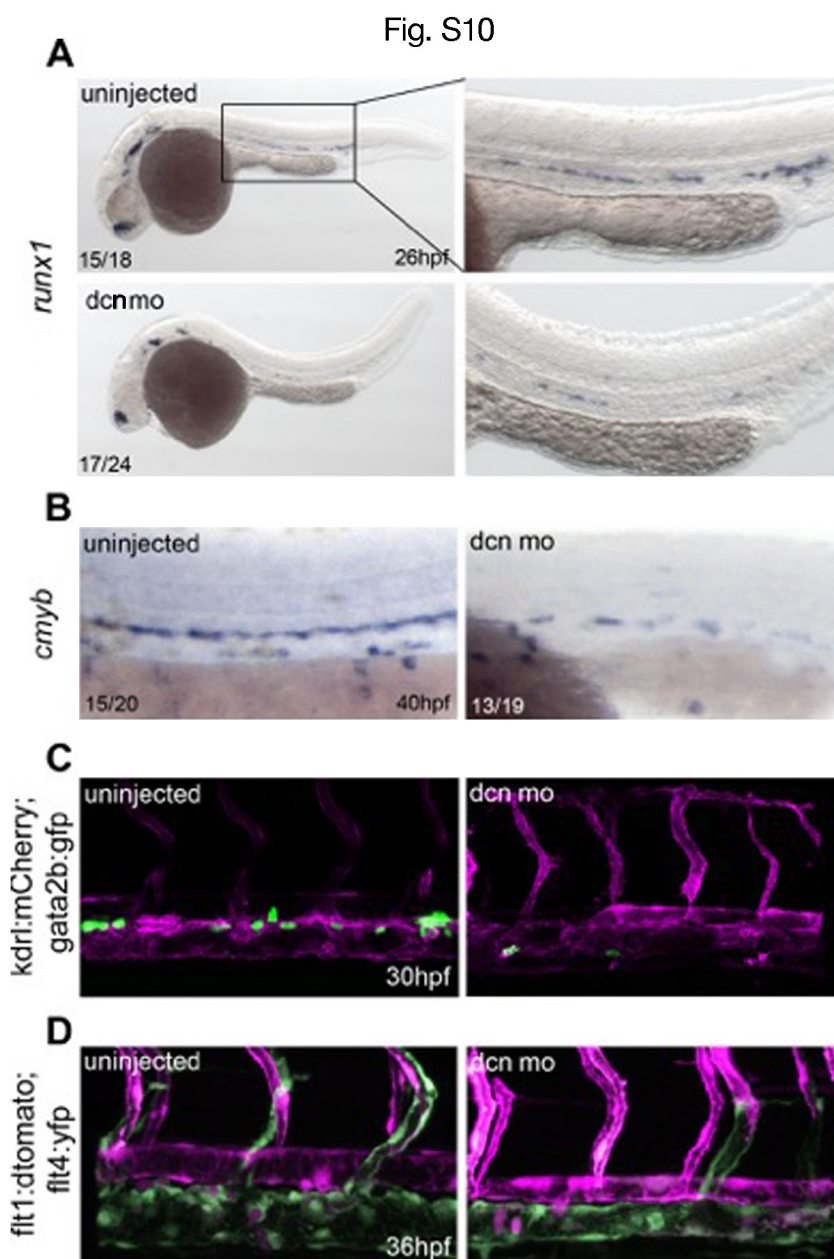 Fig. S10
A
runx1
uninjected
15/18
26hpf
dcnmo
17/24
B
cmyb
uninjected
15/20
40hpf
dcn mo
13/19
C
kdrl:mCherry;
gata2b:gfp
uninjected
30hpf
dcn mo
D
flt1:dtomato;
flt4:yfp
uninjected
36hpf
dcn mo